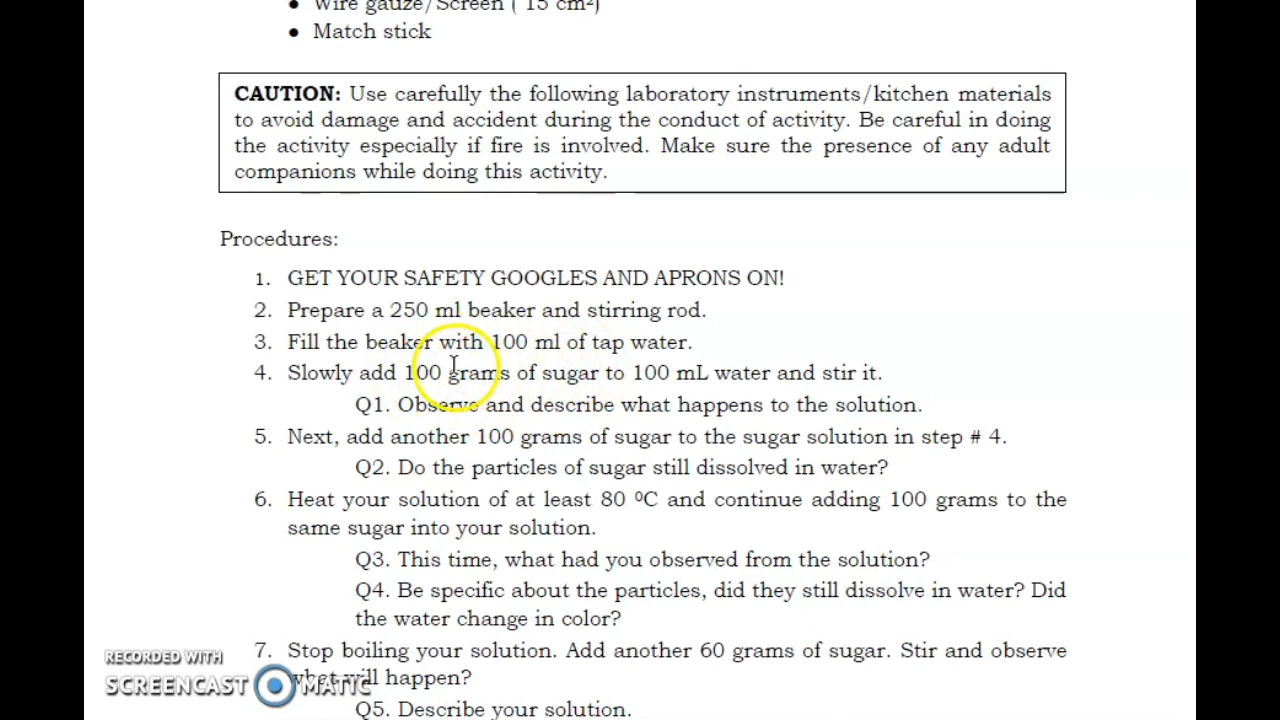 ● Wire gauze/Screen ( 15 cm²)
● Match stick
CAUTION: Use carefully the following laboratory instruments/kitchen materials
to avoid damage and accident during the conduct of activity. Be careful in doing
the activity especially if fire is involved. Make sure the presence of any adult
companions while doing this activity.
Procedures:
1. GET YOUR SAFETY GOOGLES AND APRONS ON!
2. Prepare a 250 ml beaker and stirring rod.
3. Fill the beaker with 100 ml of tap water.
4. Slowly add 100 grams of sugar to 100 mL water and stir it.
Q1. Observe and describe what happens to the solution.
5. Next, add another 100 grams of sugar to the sugar solution in step # 4.
Q2. Do the particles of sugar still dissolved in water?
6. Heat your solution of at least 80 ⁰C and continue adding 100 grams to the
same sugar into your solution.
Q3. This time, what had you observed from the solution?
Q4. Be specific about the particles, did they still dissolve in water? Did
the water change in color?
7. Stop boiling your solution. Add another 60 grams of sugar. Stir and observe
what will happen?
Q5. Describe your solution.
RECORDED WITH
SCREENCAST MATIC